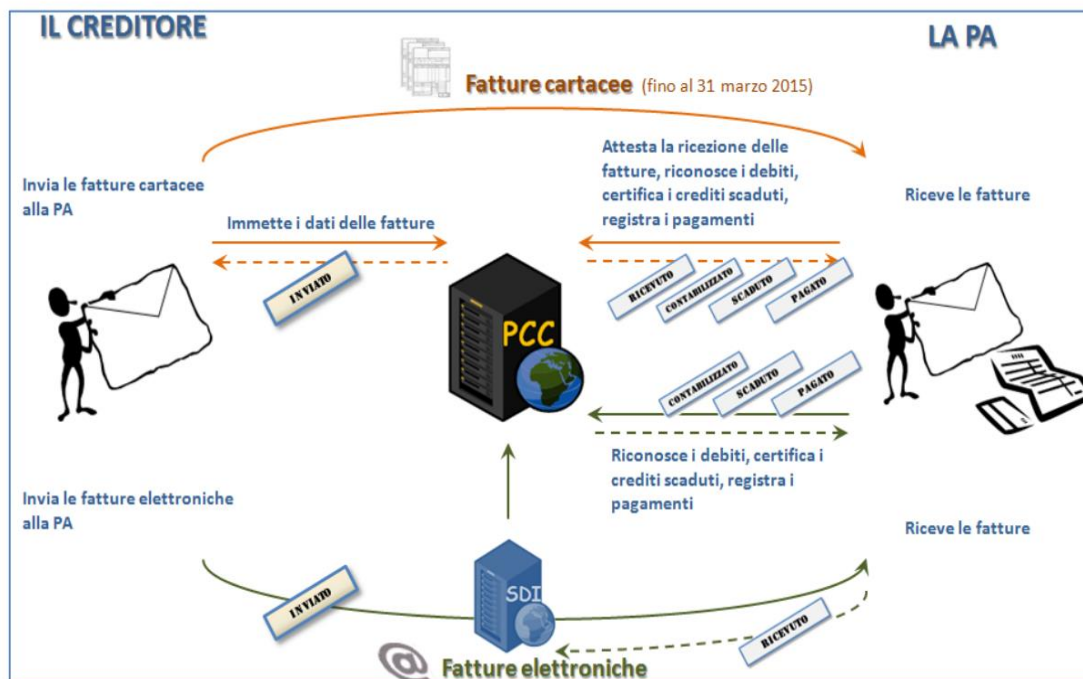 IL CREDITORE
LA PA
Fatture cartacee (fino al 31 marzo 2015)
Invia le fatture cartacee
alla PA
Immette i dati delle fatture
Attesta la ricezione delle
fatture, riconosce i debiti,
certifica i crediti scaduti,
registra i pagamenti
Riceve le fatture
INVIATO
RICEVUTO
CONTABILIZZATO
SCADUTO
PAGATO
PCC
CONTABILIZZATO
SCADUTO
PAGATO
Riconosce i debiti, certifica i
crediti scaduti, registra i
pagamenti
Invia le fatture elettroniche
alla PA
Riceve le fatture
INVIATO
SDI
RICEVUTO
@ Fatture elettroniche